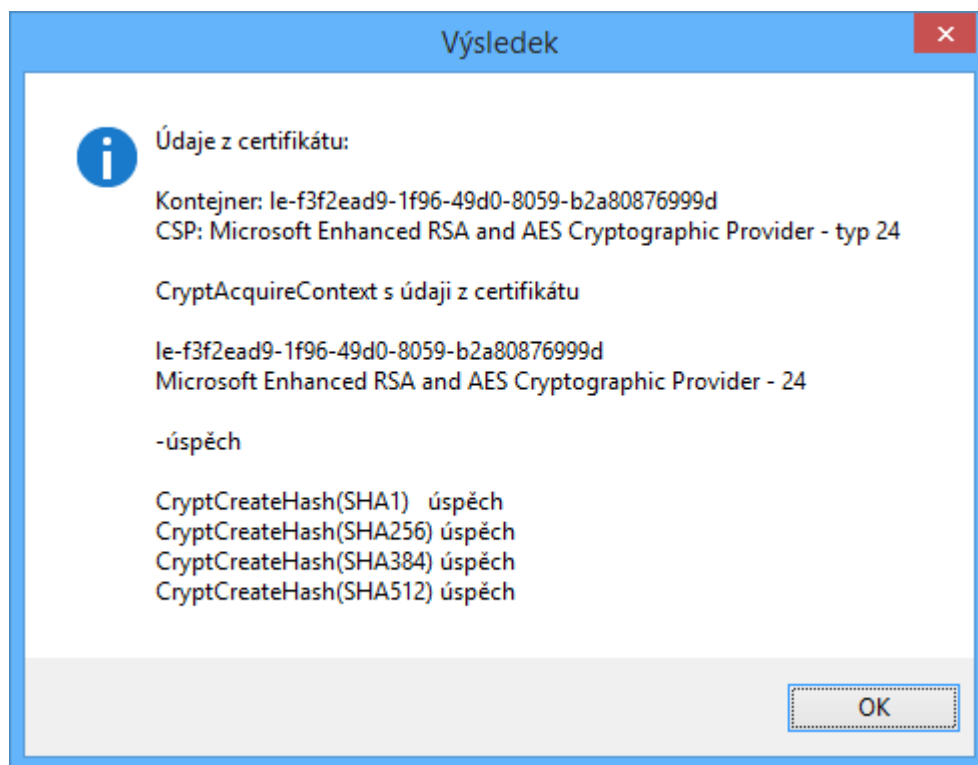 Výsledek
Údaje z certifikátu:
Kontejner: le-f3f2ead9-1f96-49d0-8059-b2a80876999d
CSP: Microsoft Enhanced RSA and AES Cryptographic Provider - typ 24
CryptAcquireContext s údaji z certifikátu
le-f3f2ead9-1f96-49d0-8059-b2a80876999d
Microsoft Enhanced RSA and AES Cryptographic Provider - 24
-úspěch
CryptCreateHash(SHA1) úspěch
CryptCreateHash(SHA256) úspěch
CryptCreateHash(SHA384) úspěch
CryptCreateHash(SHA512) úspěch
OK